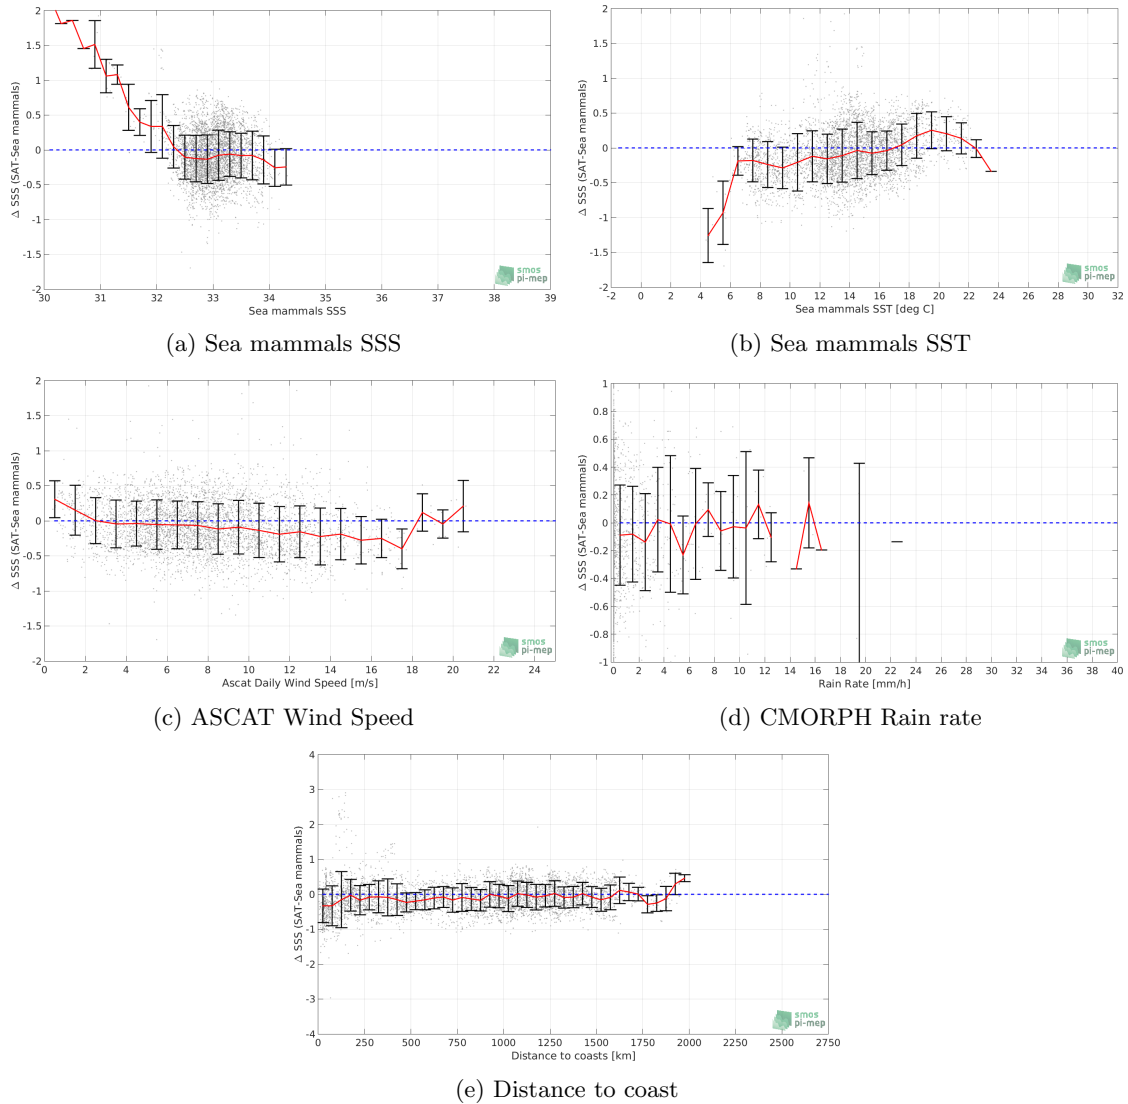 2
1.5
1
0.5
0
-0.5
-1
-1.5
-2
Δ SSS (SAT-Sea mammals)
30 31 32 33 34 35 36 37 38 39
Sea mammals SSS
smos
pi-mep
(a) Sea mammals SSS
2
1.5
1
0.5
0
-0.5
-1
-1.5
-2
Δ SSS (SAT-Sea mammals)
-2 0 2 4 6 8 10 12 14 16 18 20 22 24 26 28 30 32
Sea mammals SST [deg C]
smos
pi-mep
(b) Sea mammals SST
2
1.5
1
0.5
0
-0.5
-1
-1.5
-2
Δ SSS (SAT-Sea mammals)
0 2 4 6 8 10 12 14 16 18 20 22 24
Ascat Daily Wind Speed [m/s]
smos
pi-mep
(c) ASCAT Wind Speed
1
0.8
0.6
0.4
0.2
0
-0.2
-0.4
-0.6
-0.8
-1
Δ SSS (SAT-Sea mammals)
0 2 4 6 8 10 12 14 16 18 20 22 24 26 28 30 32 34 36 38 40
Rain Rate [mm/h]
smos
pi-mep
(d) CMORPH Rain rate
4
3
2
1
0
-1
-2
-3
-4
Δ SSS (SAT-Sea mammals)
0 250 500 750 1000 1250 1500 1750 2000 2250 2500 2750
Distance to coasts [km]
smos
pi-mep
(e) Distance to coast